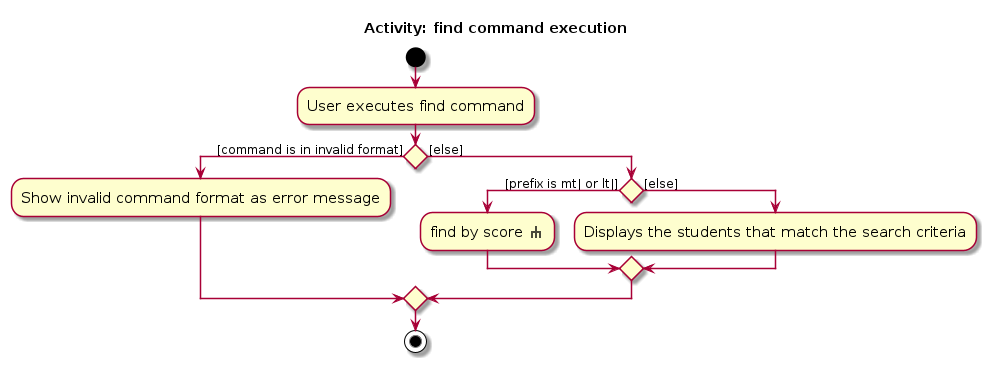 Activity: find command execution
User executes find command
[command is in invalid format]
[else]
Show invalid command format as error message
[prefix is mt| or lt|]
[else]
find by score
Displays the students that match the search criteria